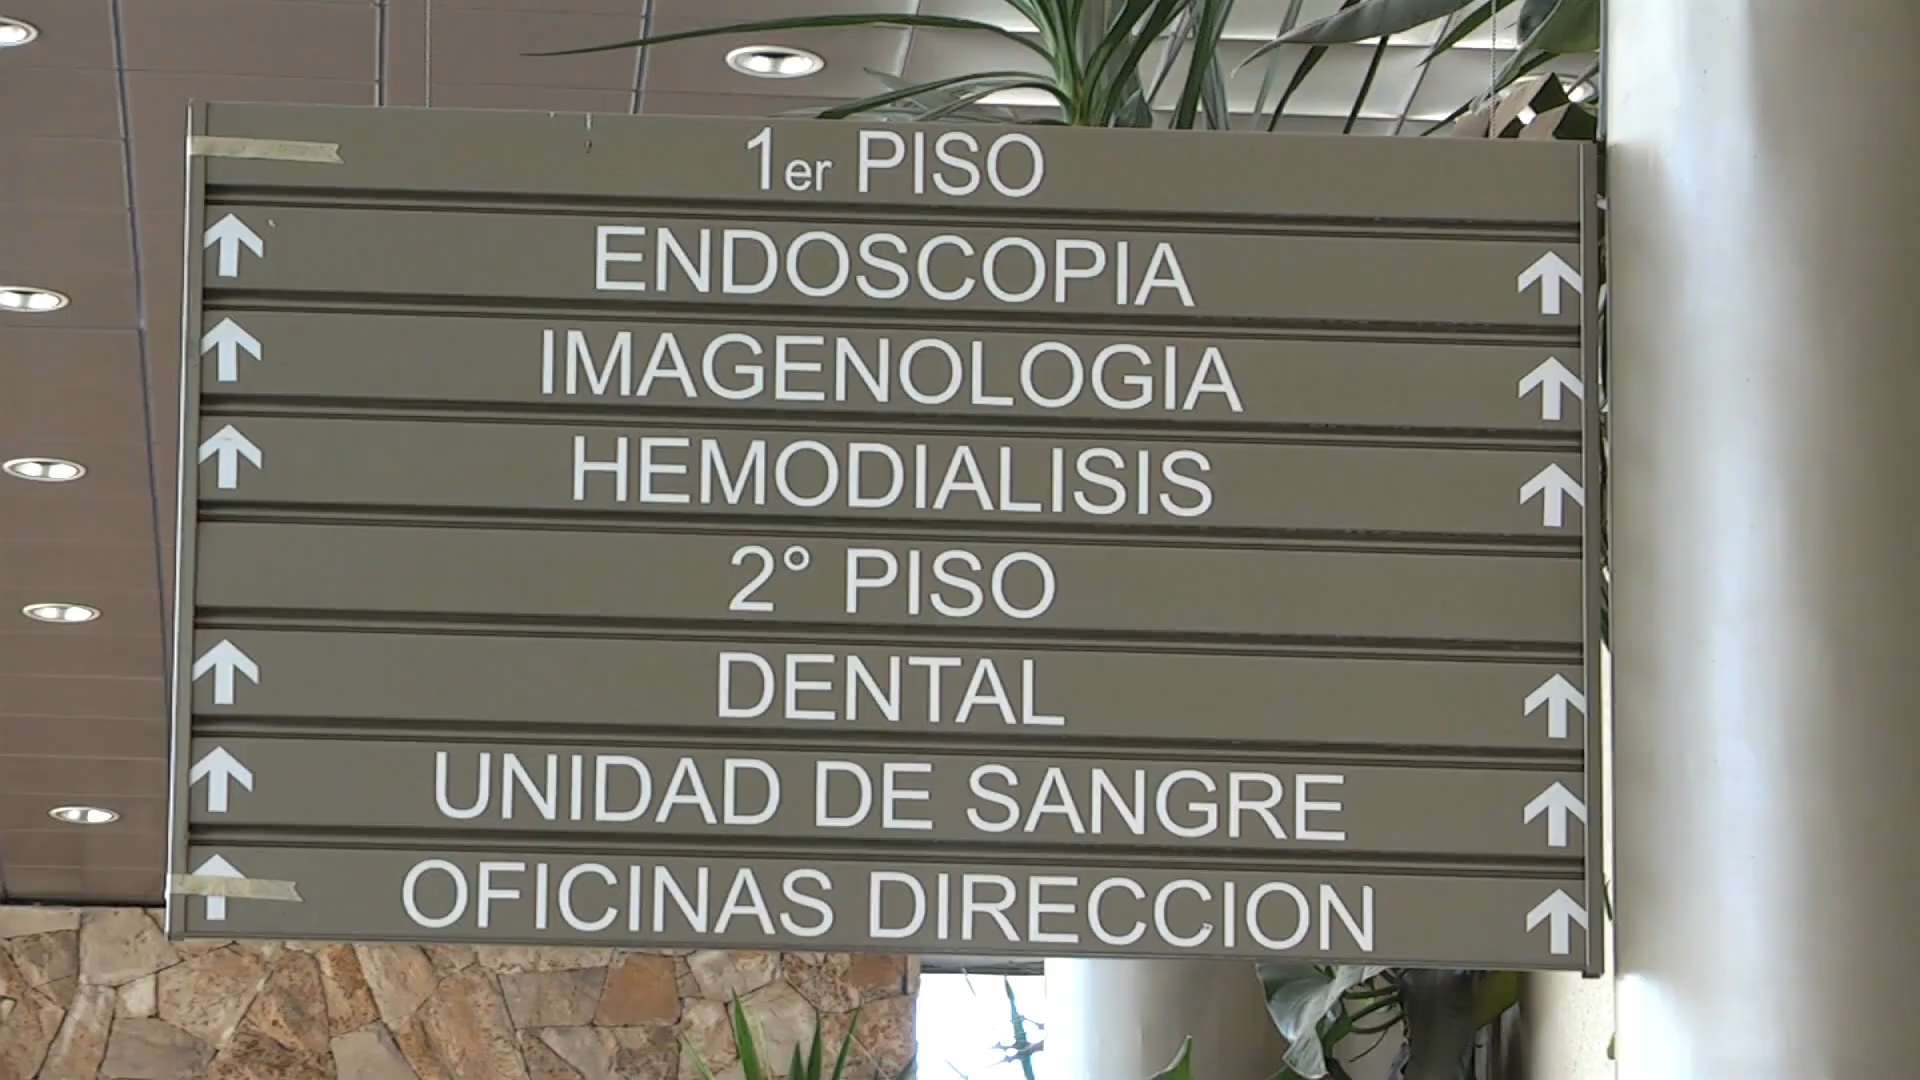 1er PISO
ENDOSCOPIA
IMAGENOLOGIA
HEMODIALISIS
2° PISO
DENTAL
UNIDAD DE SANGRE
OFICINAS DIRECCION